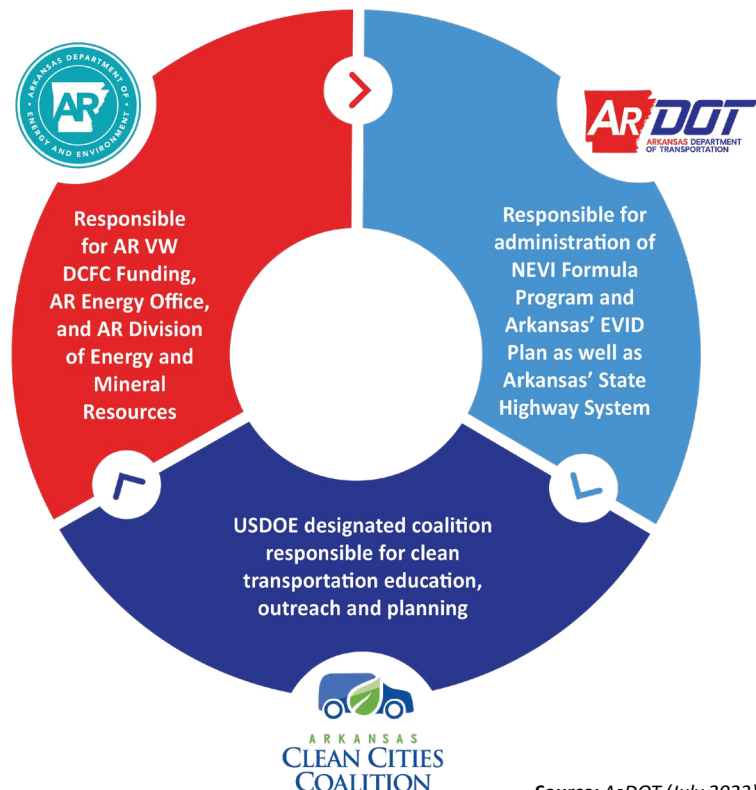 ARKANSAS DEPARTMENT OF
ENERGY AND ENVIRONMENT
AR
ARDOT
ARKANSAS DEPARTMENT
OF TRANSPORTATION
Responsible
for AR VW
DCFC Funding,
AR Energy Office,
and AR Division
of Energy and
Mineral
Resources
Responsible for
administration of
NEVI Formula
Program and
Arkansas’ EVID
Plan as well as
Arkansas’ State
Highway System
USDOE designated coalition
responsible for clean
transportation education,
outreach and planning
ARKANSAS
CLEAN CITIES
COALITION
Source: (July